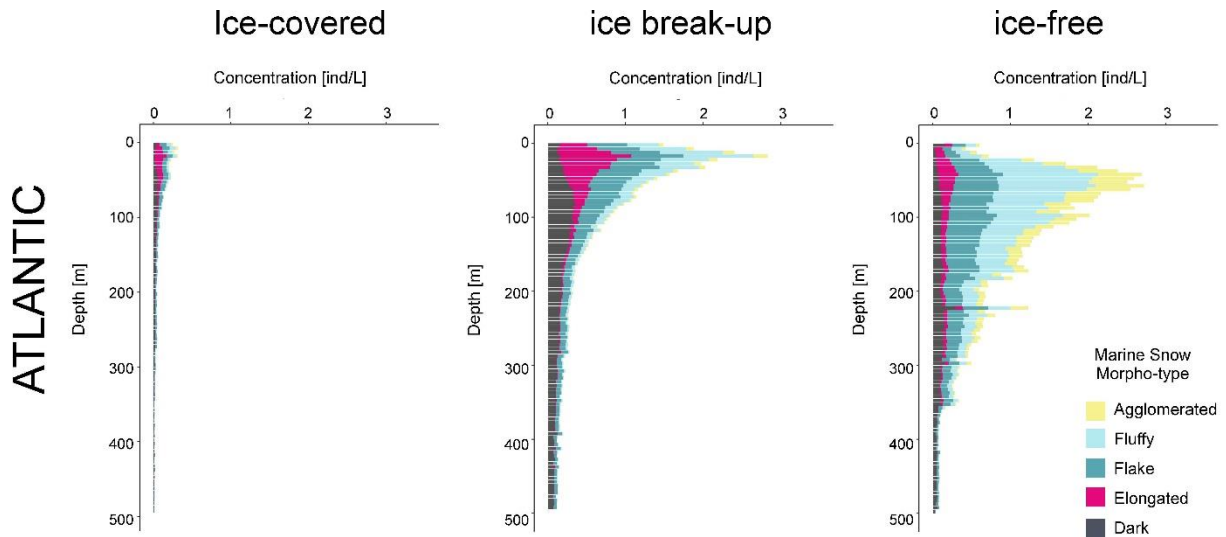 Ice-covered
ice break-up
ice-free
Concentration [ind/L]
Concentration [ind/L]
Concentration [ind/L]
0 1 2 3
0 1 2 3
0 1 2 3
ATLANTIC
Depth [m]
0
100
200
300
400
500
Depth [m]
0
100
200
300
400
500
Depth [m]
0
100
200
300
400
500
Marine Snow
Morpho-type
Agglomerated
Fluffy
Flake
Elongated
Dark